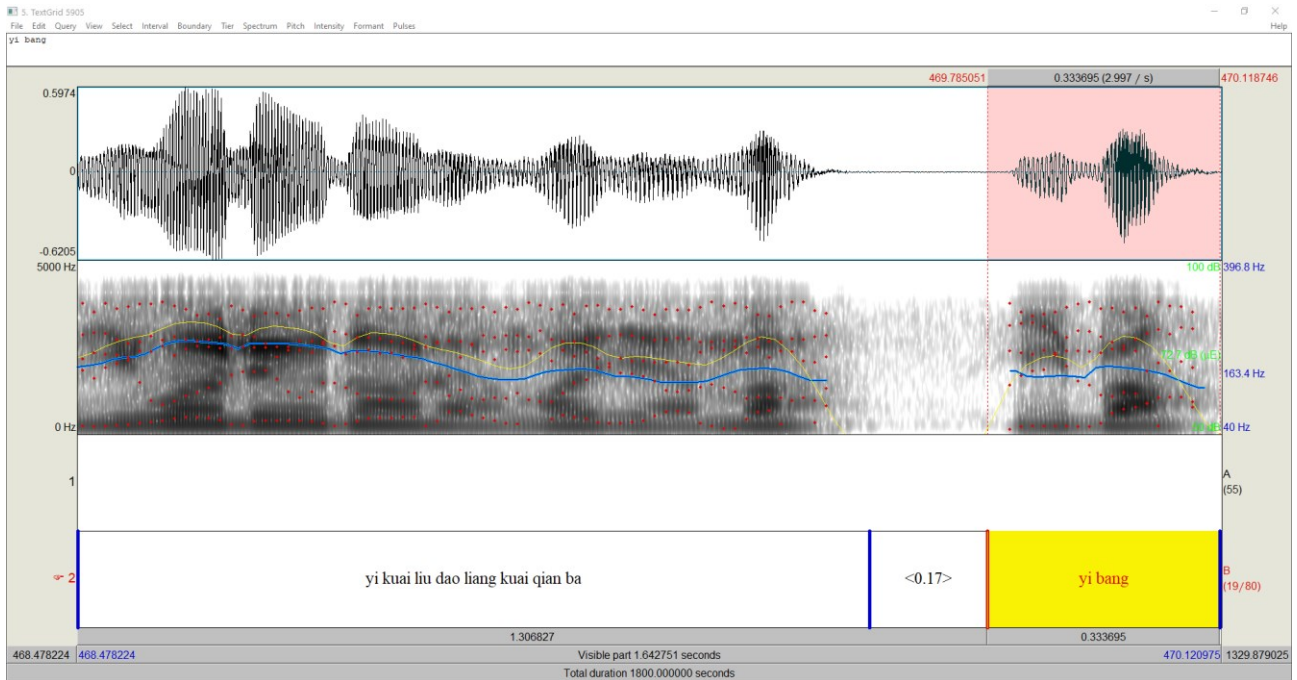 5. TextGrid 5905
File Edit Query View Select Interval Boundary Tier Spectrum Pitch Intensity Formant Pulses Help
yi bang
469.785051 0.333695 (2.997 / s) 470.118746
0.5974
0
-0.6205
5000 Hz 100 dB 396.8 Hz
163.4 Hz
0 Hz 40 Hz
1 A
(55)
2 yi kuai liu dao liang kuai qian ba <0.17> yi bang B
(19/80)
1.306827 0.333695
468.478224 468.478224 Visible part 1.642751 seconds 470.120975 1329.879025
Total duration 1800.000000 seconds